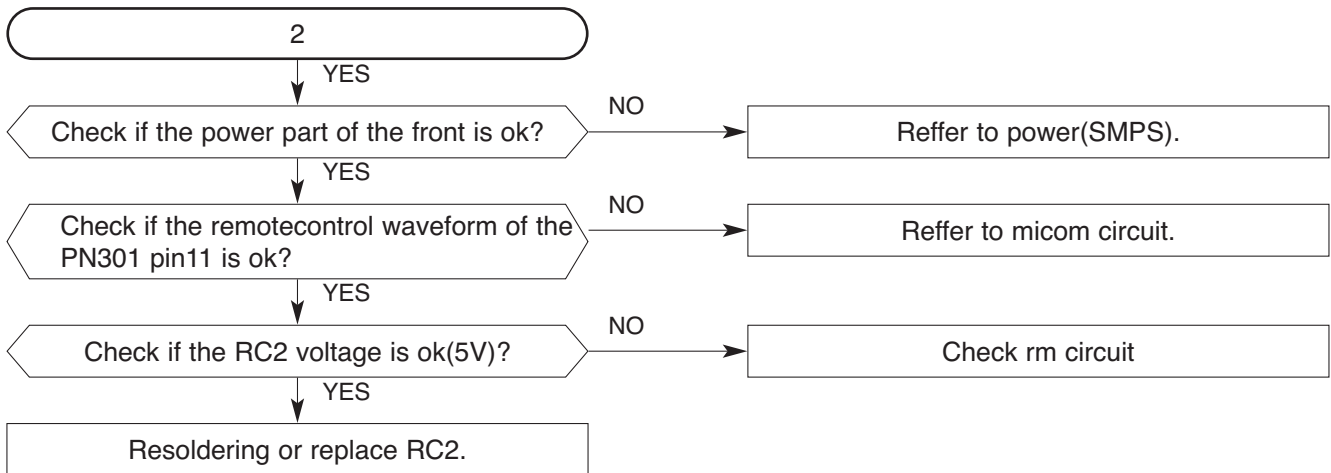 2
YES
Check if the power part of the front is ok?
NO
Reffer to power(SMPS).
YES
Check if the remotecontrol waveform of the
PN301 pin11 is ok?
NO
Reffer to micom circuit.
YES
Check if the RC2 voltage is ok(5V)?
NO
Check rm circuit
YES
Resoldering or replace RC2.